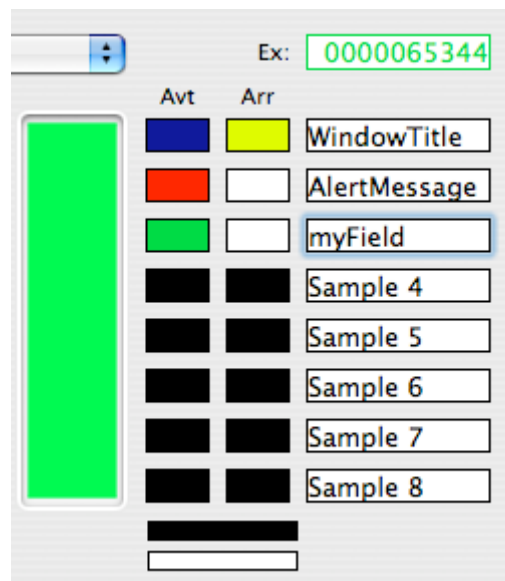 Ex: 0000065344
Avt Arr
WindowTitle
AlertMessage
myField
Sample 4
Sample 5
Sample 6
Sample 7
Sample 8